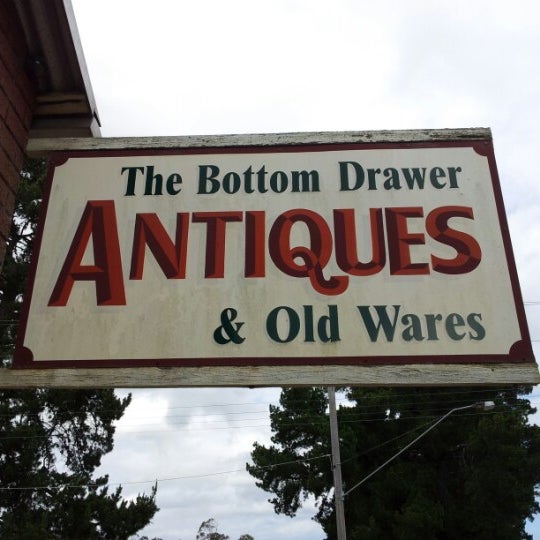 The Bottom Drawer
ANTIQUES
& Old Wares